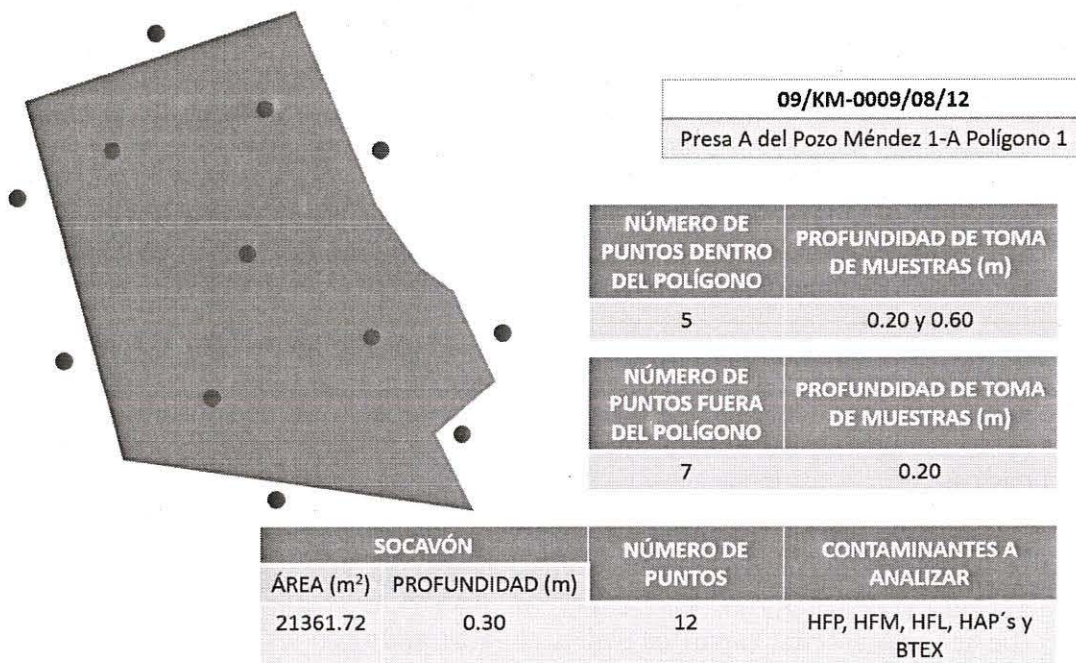 09/KM-0009/08/12
Presa A del Pozo Méndez 1-A Polígono 1
NÚMERO DE
PUNTOS DENTRO
DEL POLÍGONO
PROFUNDIDAD DE TOMA
DE MUESTRAS (m)
5
0.20 y 0.60
NÚMERO DE
PUNTOS FUERA
DEL POLÍGONO
PROFUNDIDAD DE TOMA
DE MUESTRAS (m)
7
0.20
SOCAVÓN
NÚMERO DE
PUNTOS
CONTAMINANTES A
ANALIZAR
ÁREA (m²)
PROFUNDIDAD (m)
21361.72
0.30
12
HFP, HFM, HFL, HAP´s y
BTEX